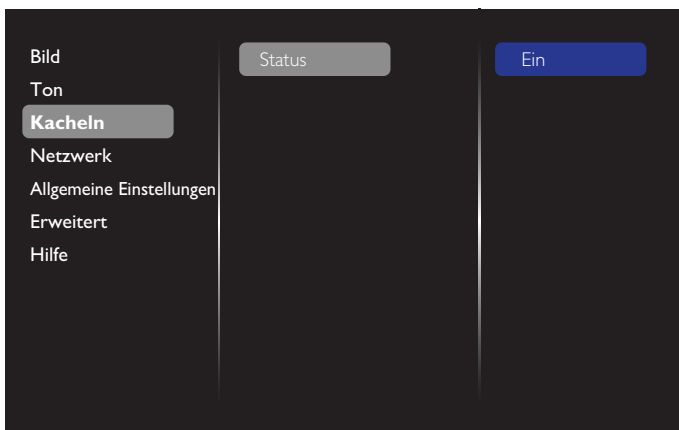 Bild
Ton
Kacheln
Netzwerk
Allgemeine Einstellungen
Erweitert
Hilfe
Status
Ein